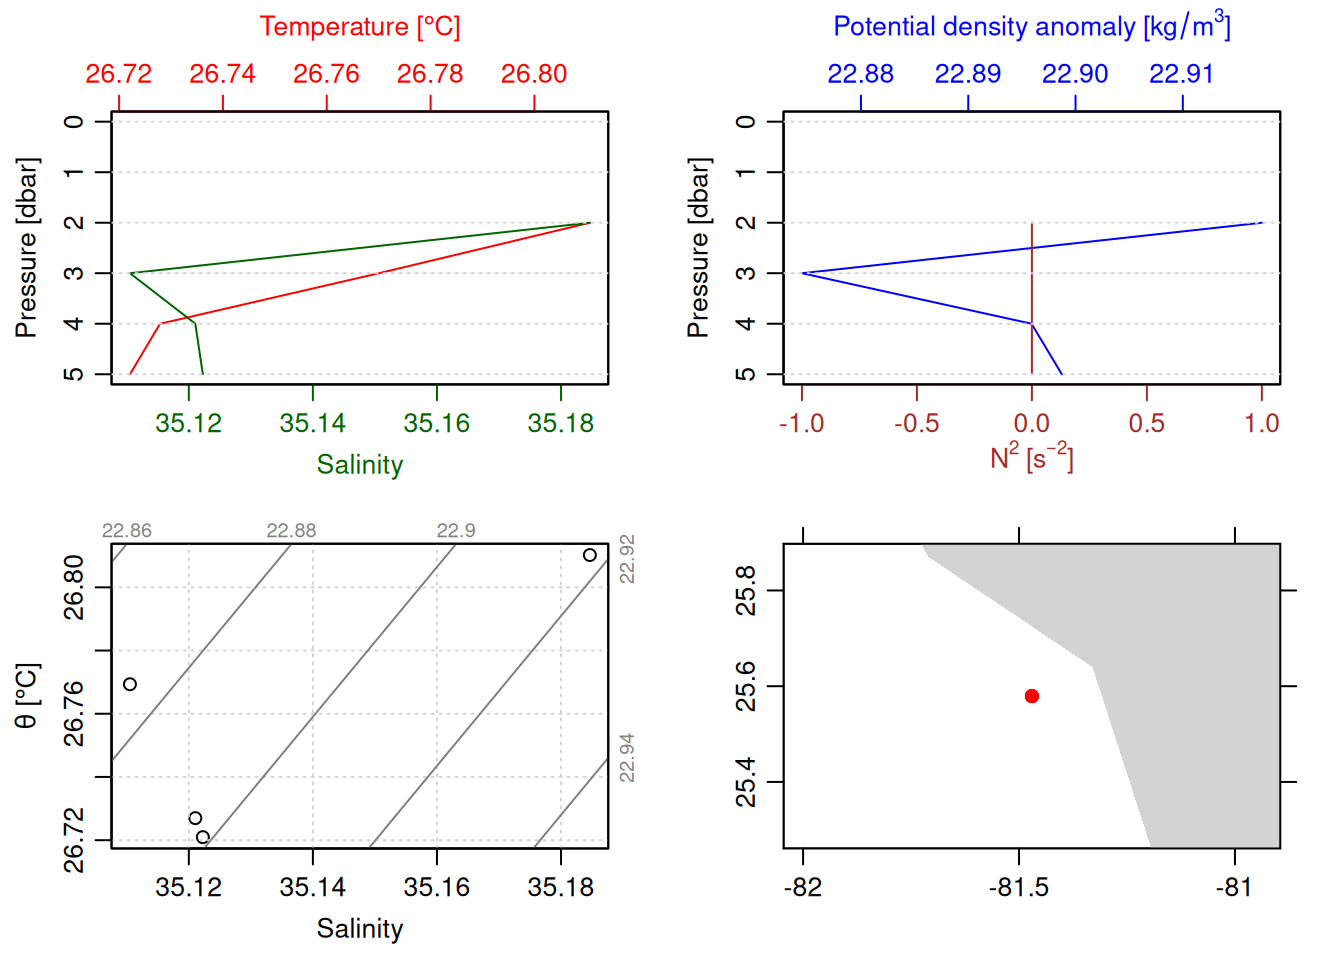 Temperature [°C]
26.72 26.74 26.76 26.78 26.80
Pressure [dbar]
0
1
2
3
4
5
35.12 35.14 35.16 35.18
Salinity
Potential density anomaly [kg/m³]
22.88 22.89 22.90 22.91
Pressure [dbar]
0
1
2
3
4
5
-1.0 -0.5 0.0 0.5 1.0
N² [s⁻²]
22.86 22.88 22.9
22.92
22.94
θ [°C]
26.80
26.76
26.72
35.12 35.14 35.16 35.18
Salinity
25.8
25.6
25.4
-82 -81.5 -81